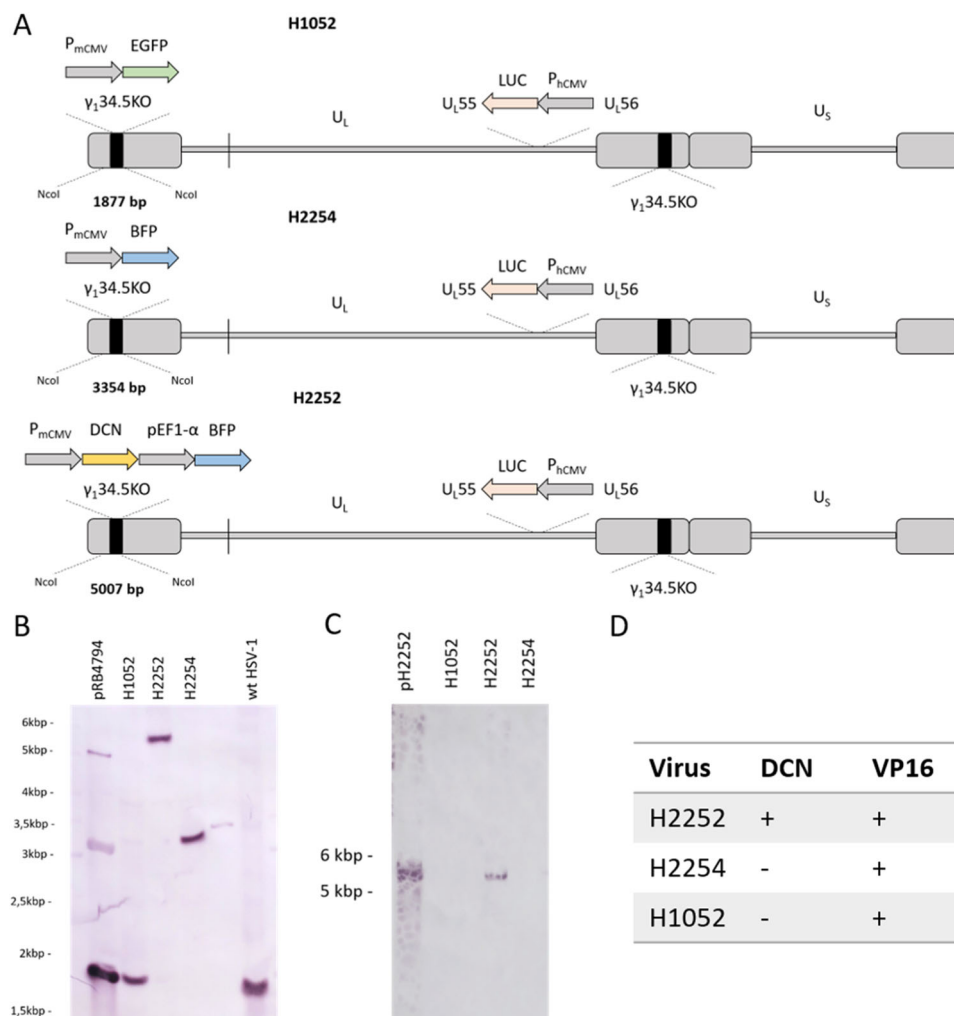 A
H1052
PmCMV EGFP
γ134.5KO
UL
LUC PhCMV
UL55 UL56
US
NcoI NcoI
1877 bp
γ134.5KO
H2254
PmCMV BFP
γ134.5KO
UL
LUC PhCMV
UL55 UL56
US
NcoI NcoI
3354 bp
γ134.5KO
H2252
PmCMV DCN pEF1-α BFP
γ134.5KO
UL
LUC PhCMV
UL55 UL56
US
NcoI NcoI
5007 bp
γ134.5KO
B
pRB4794
H1052
H2252
H2254
wt HSV-1
6kbp -
5kbp -
4kbp -
3,5kbp -
3kbp -
2,5kbp -
2kbp -
1,5kbp -
C
pH2252
H1052
H2252
H2254
6 kbp -
5 kbp -
D
Virus DCN VP16
H2252 + +
H2254 - +
H1052 - +